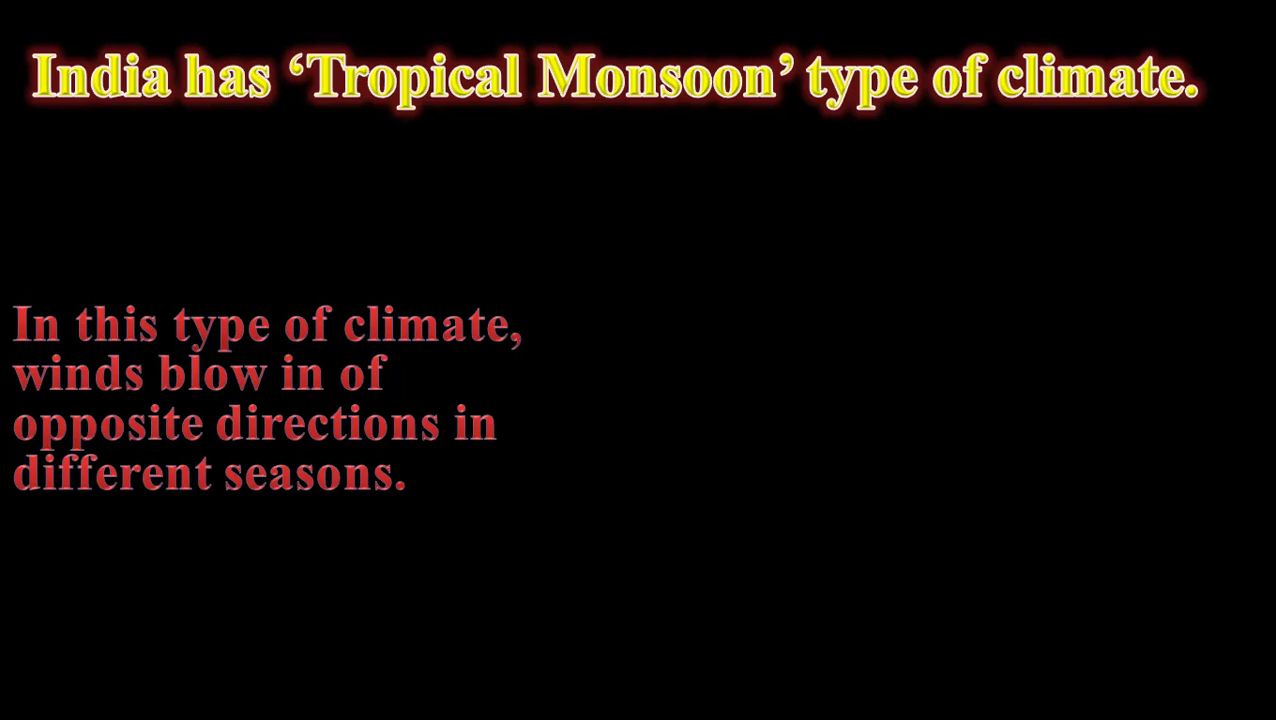 India has ‘Tropical Monsoon’ type of climate.
In this type of climate,
winds blow in of
opposite directions in
different seasons.